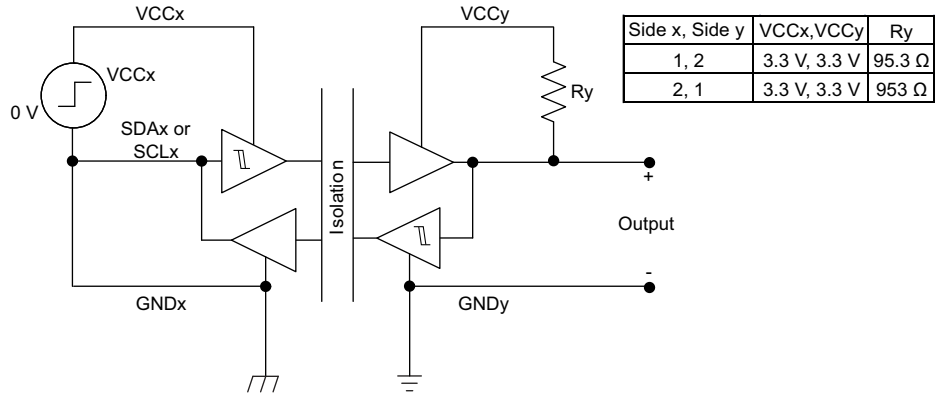 VCCx
VCCy
Side x, Side y VCCx,VCCy Ry
1, 2 3.3 V, 3.3 V 95.3 Ω
2, 1 3.3 V, 3.3 V 953 Ω
VCCx
0 V
Ry
SDAx or
SCLx
Isolation
+
Output
-
GNDx
GNDy